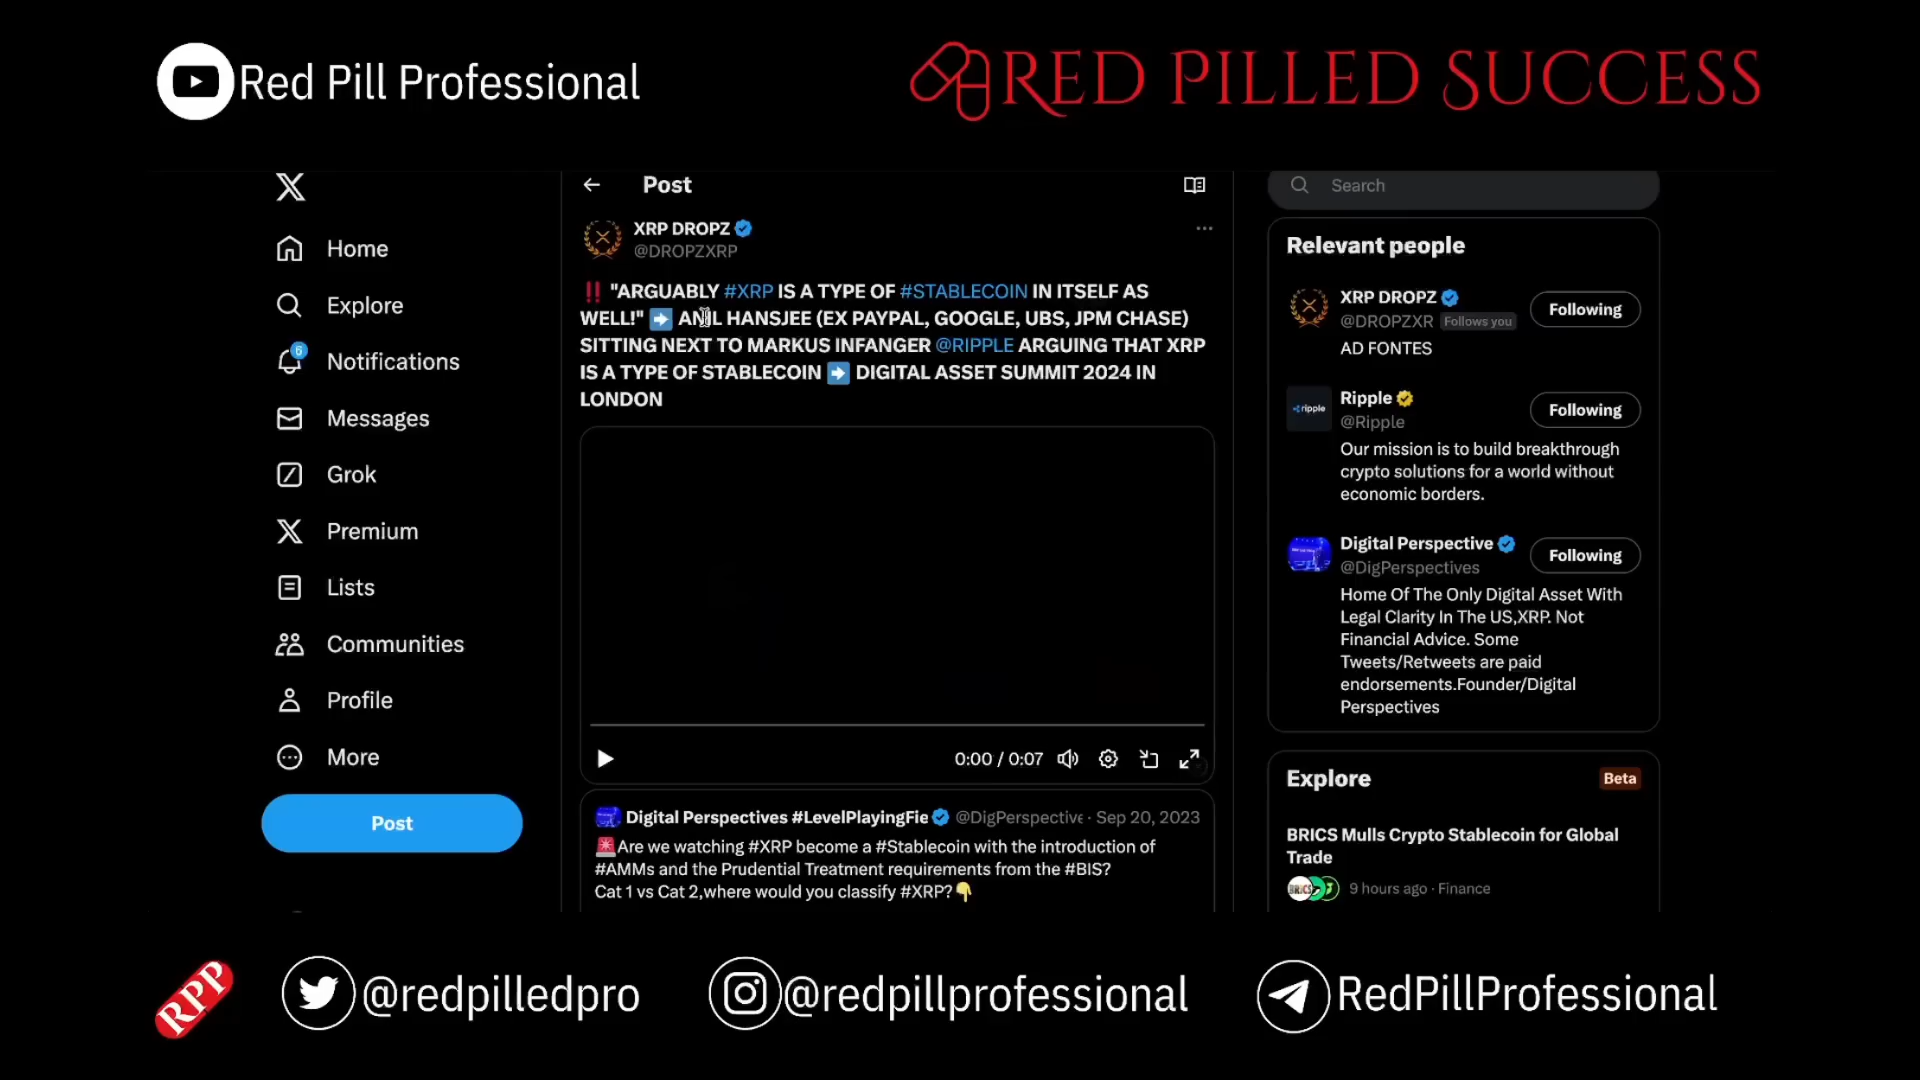 Red Pill Professional
RED PILLED SUCCESS
Post
Search
Home
Explore
6
Notifications
Messages
Grok
Premium
Lists
Communities
Profile
More
Post
XRP DROPZ
@DROPZXRP
‼️ "ARGUABLY #XRP IS A TYPE OF #STABLECOIN IN ITSELF AS
WELL!" ➡️ ANIL HANSJEE (EX PAYPAL, GOOGLE, UBS, JPM CHASE)
SITTING NEXT TO MARKUS INFANGER @RIPPLE ARGUING THAT XRP
IS A TYPE OF STABLECOIN ➡️ DIGITAL ASSET SUMMIT 2024 IN
LONDON
0:00 / 0:07
Digital Perspectives #LevelPlayingFie @DigPerspective · Sep 20, 2023
🚨Are we watching #XRP become a #Stablecoin with the introduction of
#AMMs and the Prudential Treatment requirements from the #BIS?
Cat 1 vs Cat 2,where would you classify #XRP?👇
Relevant people
XRP DROPZ
@DROPZXR Follows you
Following
AD FONTES
ripple
Ripple
@Ripple
Following
Our mission is to build breakthrough
crypto solutions for a world without
economic borders.
Digital Perspective
@DigPerspectives
Following
Home Of The Only Digital Asset With
Legal Clarity In The US,XRP. Not
Financial Advice. Some
Tweets/Retweets are paid
endorsements.Founder/Digital
Perspectives
Explore
Beta
BRICS Mulls Crypto Stablecoin for Global
Trade
BRICS
9 hours ago · Finance
RPP
@redpilledpro
@redpillprofessional
RedPillProfessional